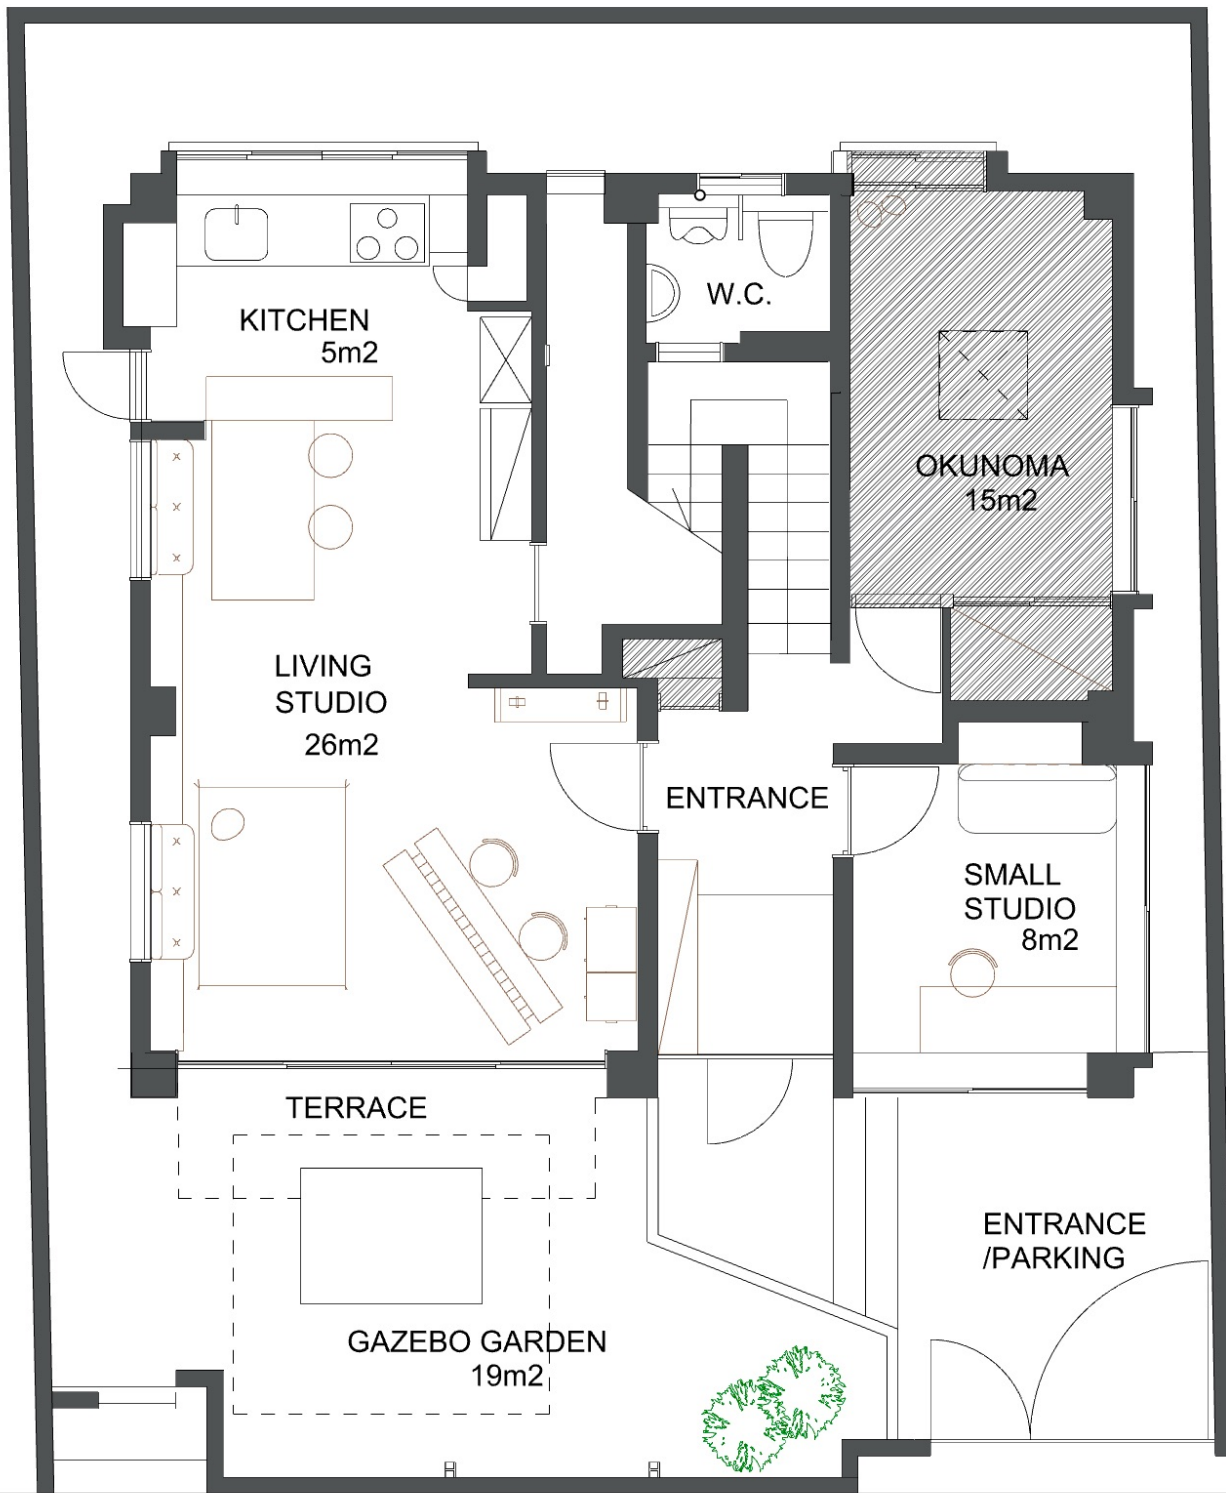 W.C.
KITCHEN
5m2
OKUNOMA
15m2
LIVING
STUDIO
26m2
ENTRANCE
SMALL
STUDIO
8m2
TERRACE
ENTRANCE
/PARKING
GAZEBO GARDEN
19m2